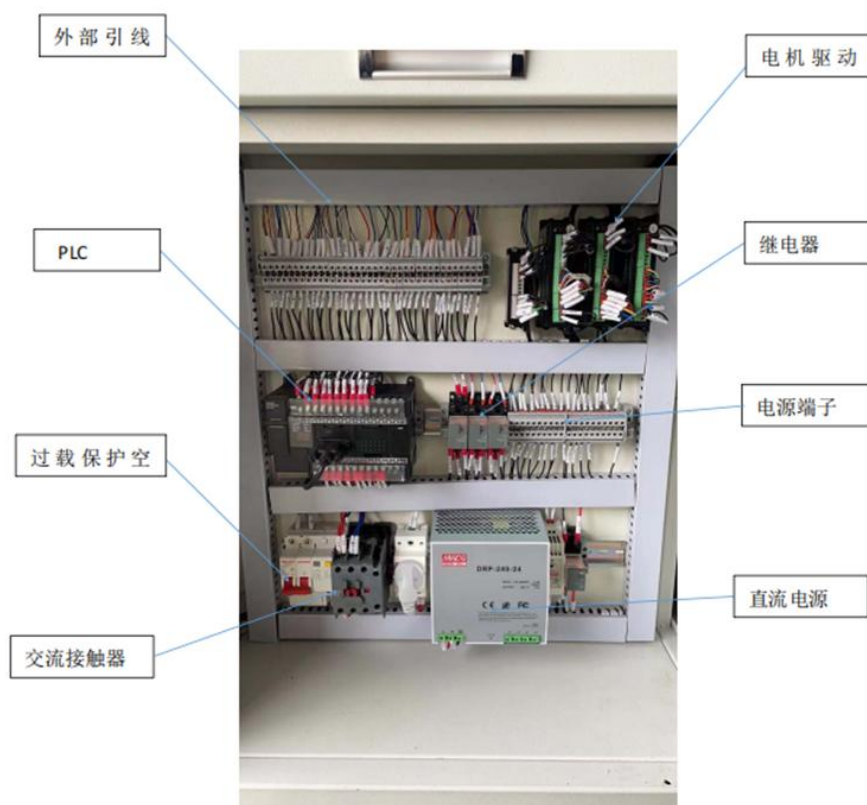 外部引线
电机驱动
PLC
继电器
电源端子
过载保护空
DRP-240-24
直流电源
交流接触器